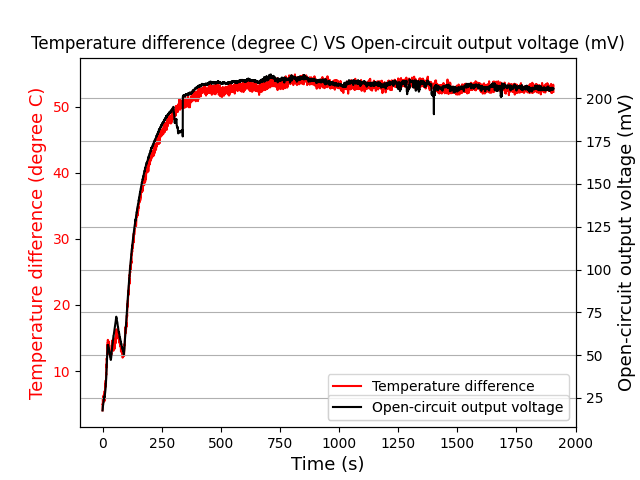 Temperature difference (degree C) VS Open-circuit output voltage (mV)
Temperature difference (degree C)
50
40
30
20
10
200
175
150
125
100
75
50
25
Open-circuit output voltage (mV)
Temperature difference
Open-circuit output voltage
0 250 500 750 1000 1250 1500 1750 2000
Time (s)